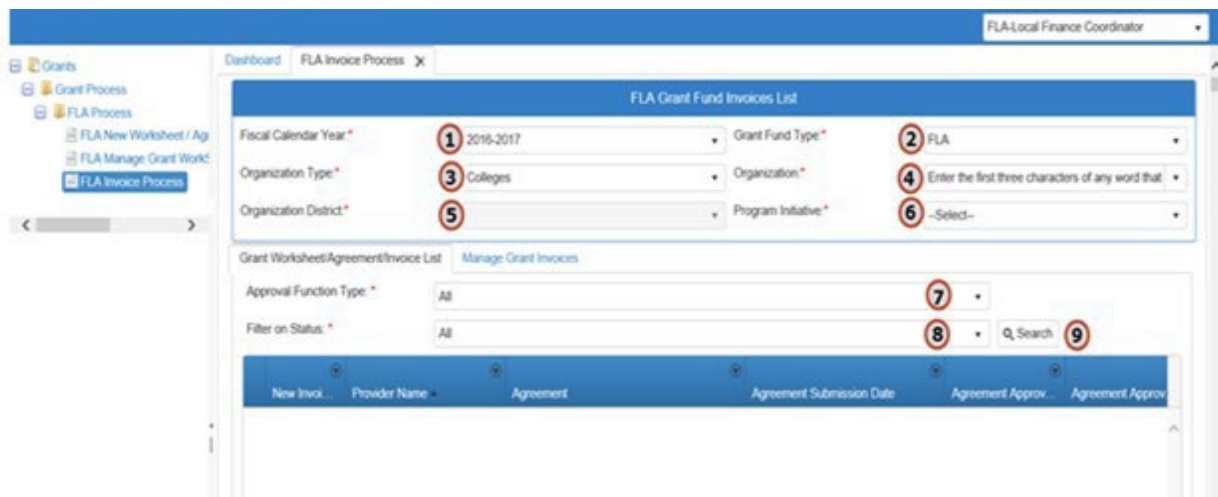 FLA-Local Finance Coordinator
Grants
Grant Process
FLA Process
FLA New Worksheet / Agr
FLA Manage Grant WorkS
FLA Invoice Process
Dashboard FLA Invoice Process X
FLA Grant Fund Invoices List
Fiscal Calendar Year:* 1 2016-2017 Grant Fund Type:* 2 FLA
Organization Type:* 3 Colleges Organization:* 4 Enter the first three characters of any word that
Organization District:* 5 Program Initiative:* 6 --Select--
Grant Worksheet/Agreement/Invoice List Manage Grant Invoices
Approval Function Type: * All 7
Filter on Status: * All 8 Search 9
New Invoi... Provider Name Agreement Agreement Submission Date Agreement Approv... Agreement Approv